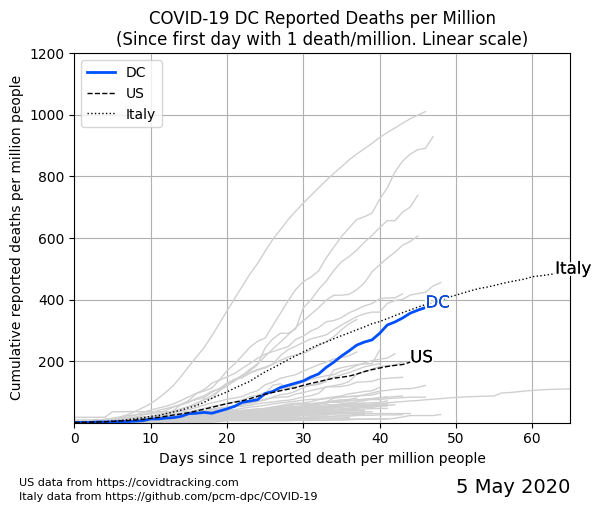 COVID-19 DC Reported Deaths per Million
(Since first day with 1 death/million. Linear scale)
Cumulative reported deaths per million people
1200
1000
800
600
400
200
DC
US
Italy
Italy
DC
US
0 10 20 30 40 50 60
Days since 1 reported death per million people
US data from https://covidtracking.com
Italy data from https://github.com/pcm-dpc/COVID-19
5 May 2020